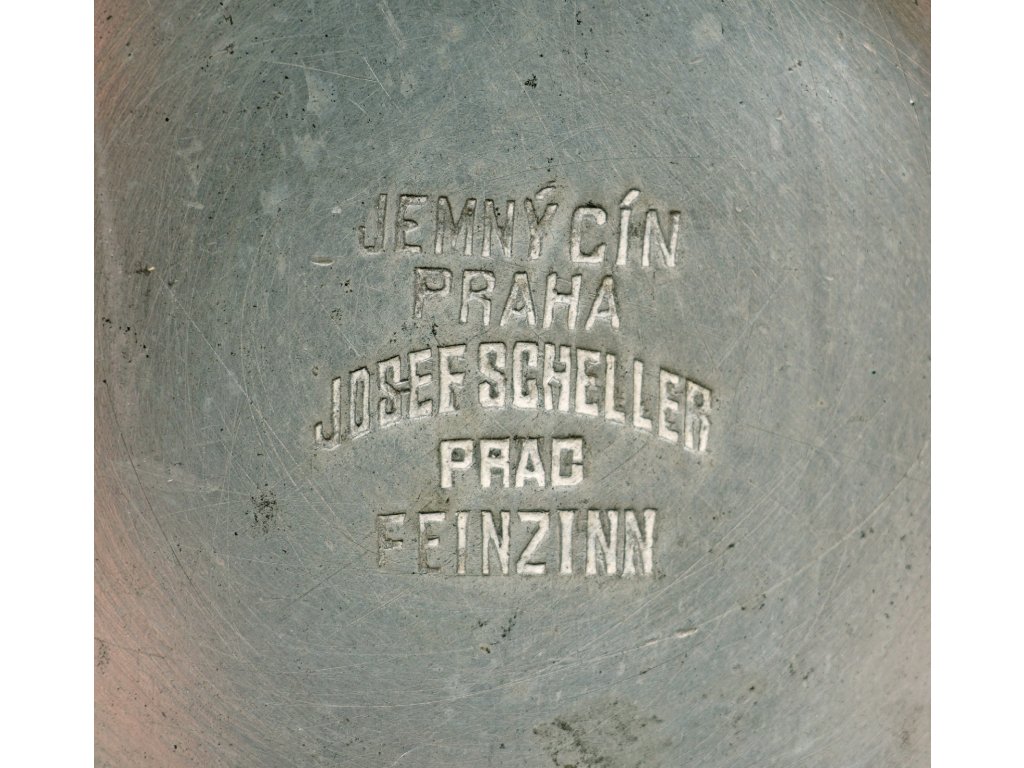 JEMNÝ CÍN
PRAHA
JOSEF SCHELLER
PRAG
FEINZINN